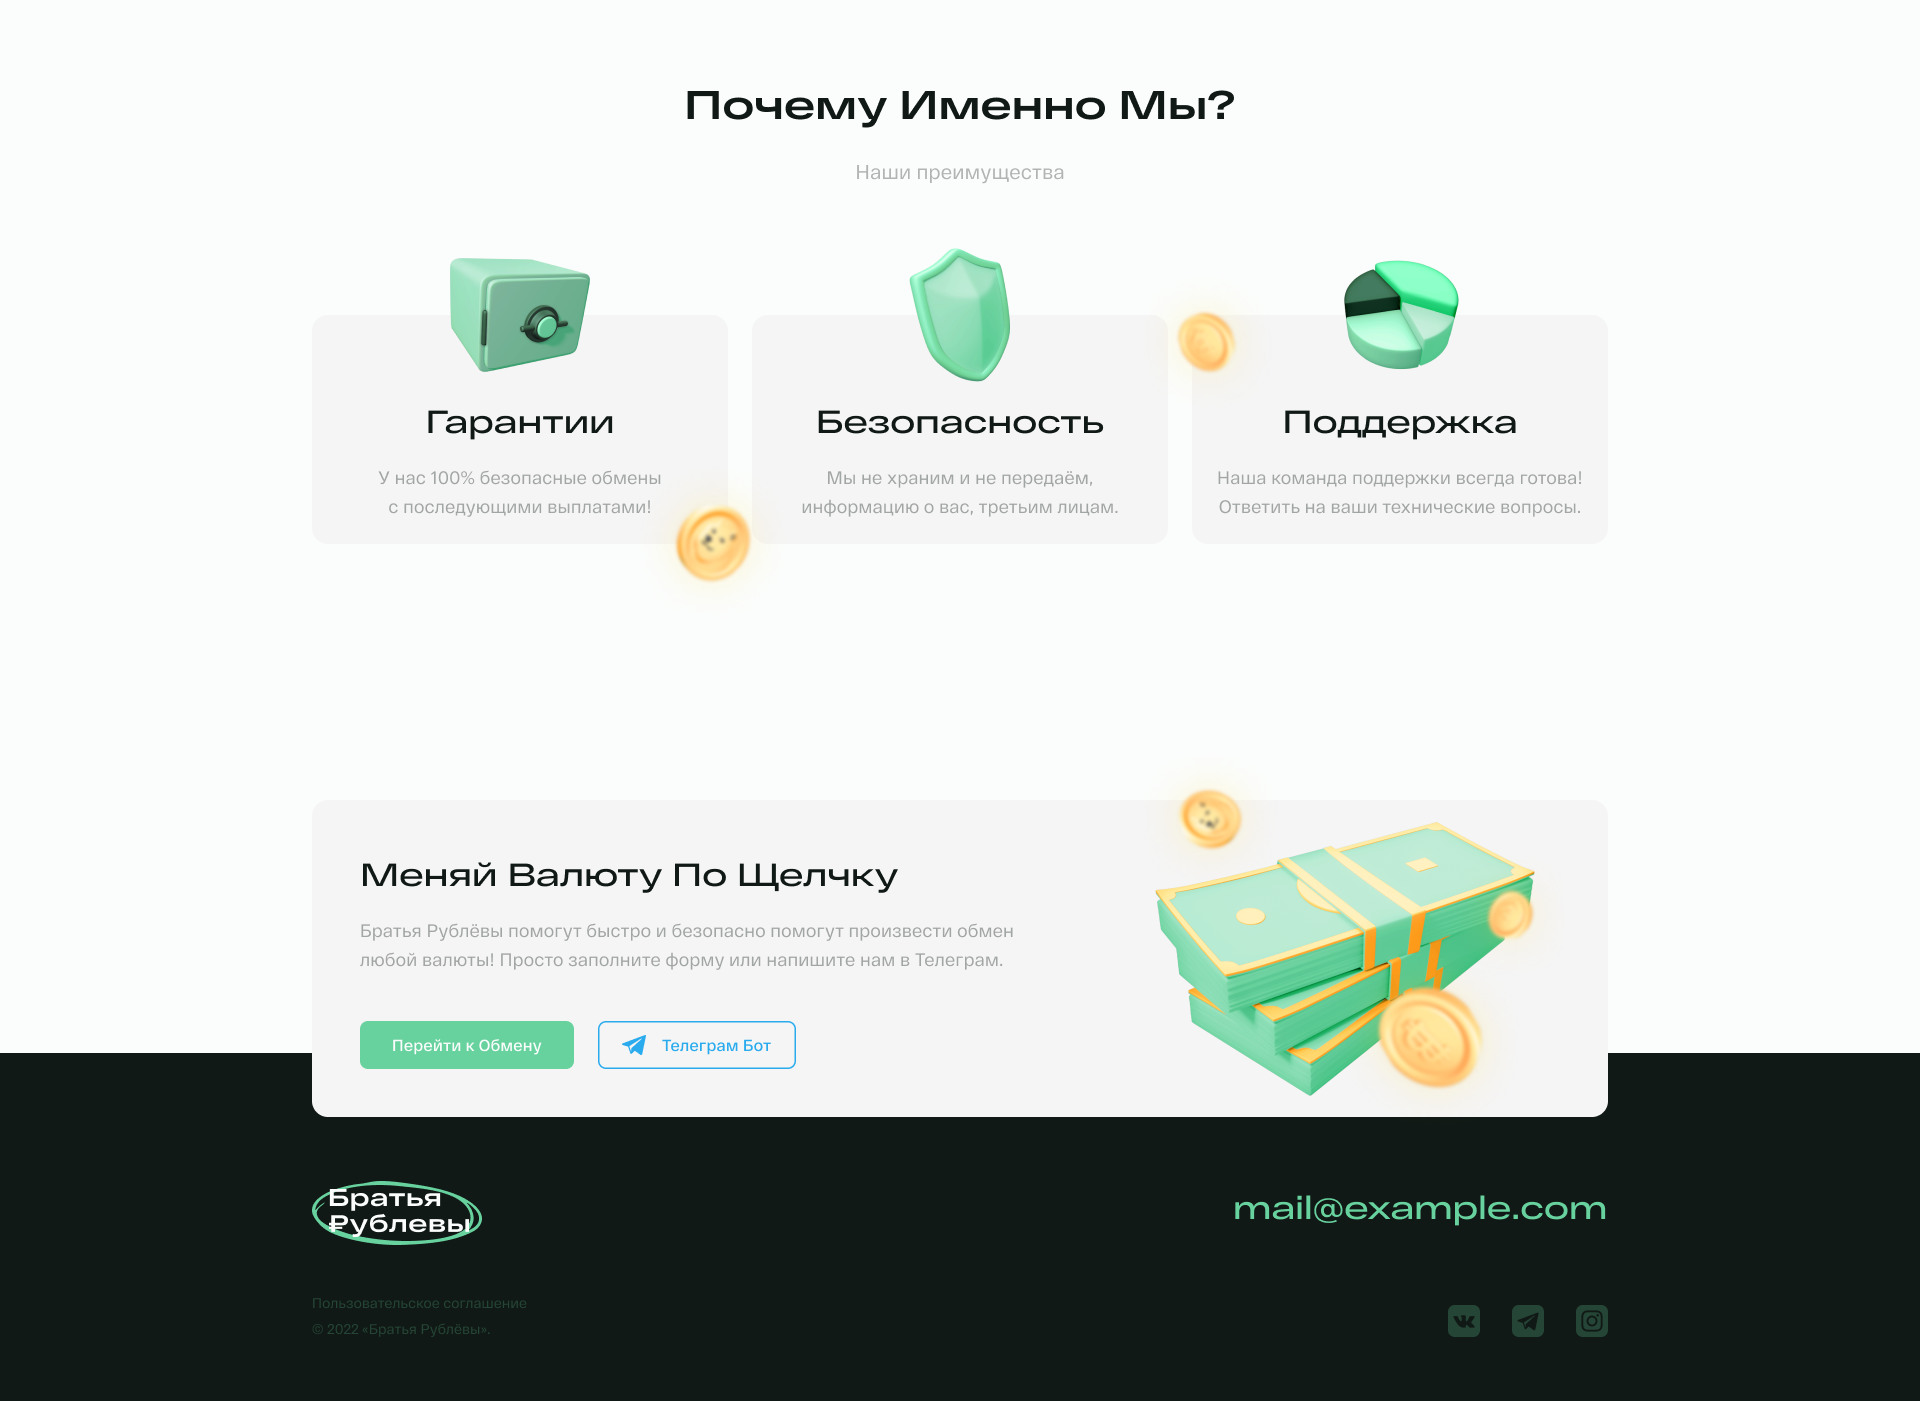 Почему Именно Мы?
Наши преимущества
Гарантии
У нас 100% безопасные обмены
с последующими выплатами!
Безопасность
Мы не храним и не передаём,
информацию о вас, третьим лицам.
Поддержка
Наша команда поддержки всегда готова!
Ответить на ваши технические вопросы.
Меняй Валюту По Щелчку
Братья Рублёвы помогут быстро и безопасно помогут произвести обмен
любой валюты! Просто заполните форму или напишите нам в Телеграм.
Перейти к Обмену
Телеграм Бот
Братья
₽ублевы
mail@example.com
Пользовательское соглашение
© 2022 «Братья Рублёвы».